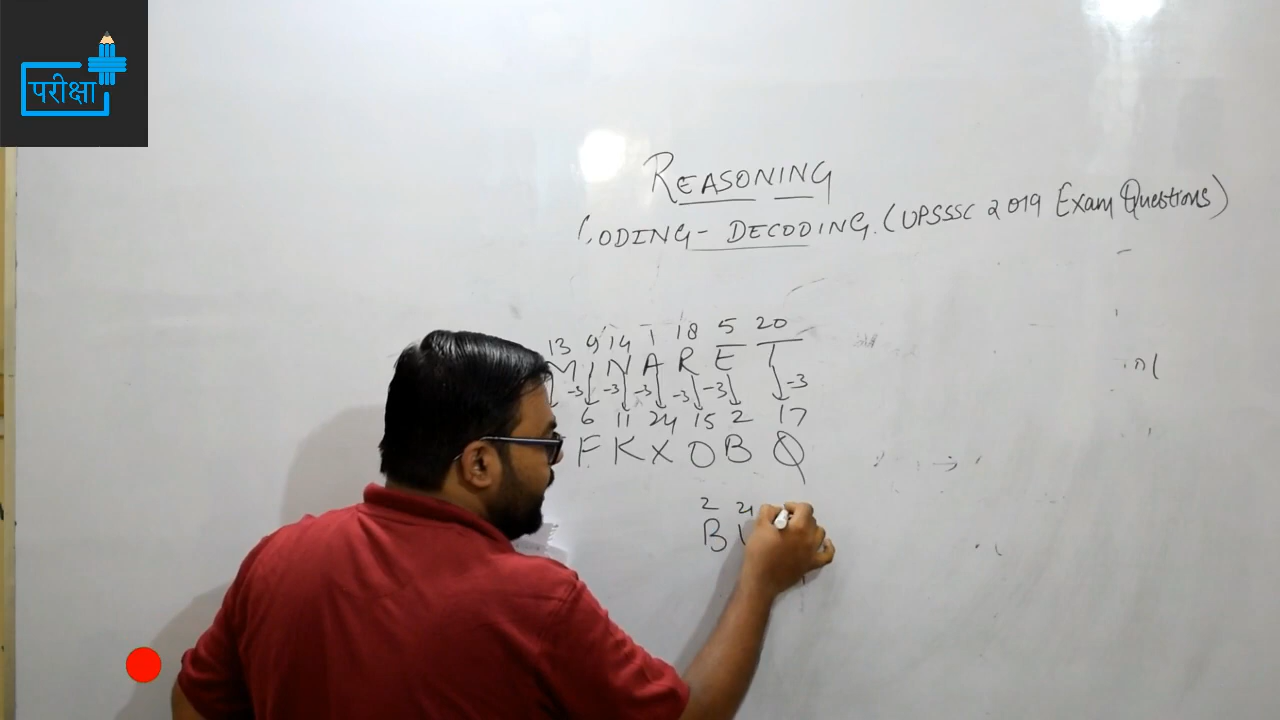 परीक्षा
REASONING
CODING- DECODING. (UPSSSC 2019 Exam Questions)
13 9 14 1 18 5 20
M I N A R E T
-3 -3 -3 -3 -3 -3
6 11 24 15 2 17
F K X O B Q
2 21
B